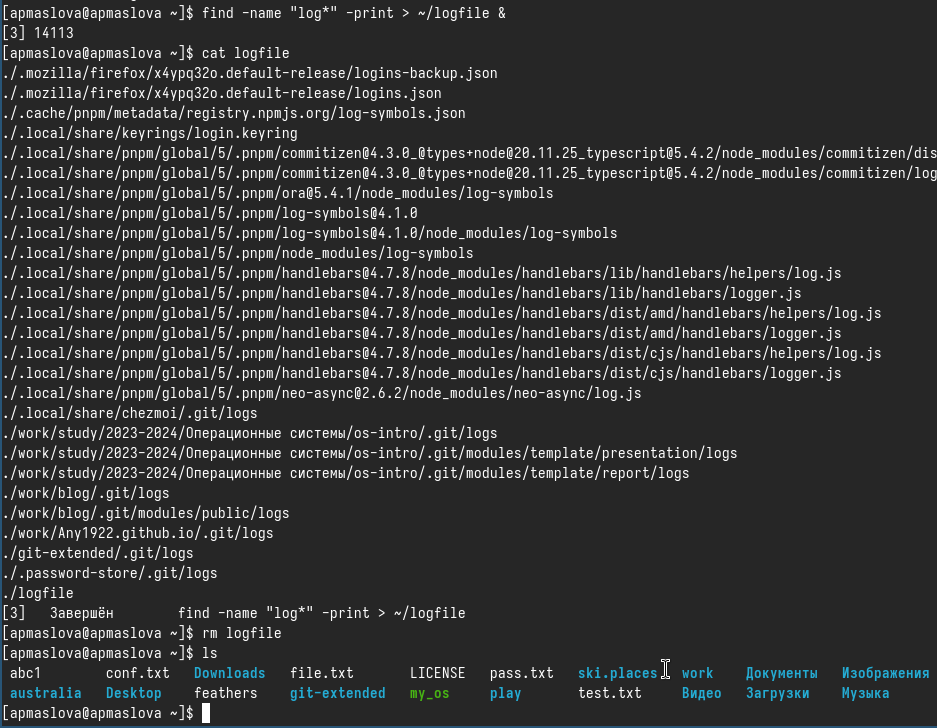 [apmaslova@apmaslova ~]$ find -name "log*" -print > ~/logfile &
[3] 14113
[apmaslova@apmaslova ~]$ cat logfile
./.mozilla/firefox/x4ypq32o.default-release/logins-backup.json
./.mozilla/firefox/x4ypq32o.default-release/logins.json
./.cache/pnpm/metadata/registry.npmjs.org/log-symbols.json
./.local/share/keyrings/login.keyring
./.local/share/pnpm/global/5/.pnpm/commitizen@4.3.0_@types+node@20.11.25_typescript@5.4.2/node_modules/commitizen/dis
./.local/share/pnpm/global/5/.pnpm/commitizen@4.3.0_@types+node@20.11.25_typescript@5.4.2/node_modules/commitizen/log
./.local/share/pnpm/global/5/.pnpm/ora@5.4.1/node_modules/log-symbols
./.local/share/pnpm/global/5/.pnpm/log-symbols@4.1.0
./.local/share/pnpm/global/5/.pnpm/log-symbols@4.1.0/node_modules/log-symbols
./.local/share/pnpm/global/5/.pnpm/node_modules/log-symbols
./.local/share/pnpm/global/5/.pnpm/handlebars@4.7.8/node_modules/handlebars/lib/handlebars/helpers/log.js
./.local/share/pnpm/global/5/.pnpm/handlebars@4.7.8/node_modules/handlebars/lib/handlebars/logger.js
./.local/share/pnpm/global/5/.pnpm/handlebars@4.7.8/node_modules/handlebars/dist/amd/handlebars/helpers/log.js
./.local/share/pnpm/global/5/.pnpm/handlebars@4.7.8/node_modules/handlebars/dist/amd/handlebars/logger.js
./.local/share/pnpm/global/5/.pnpm/handlebars@4.7.8/node_modules/handlebars/dist/cjs/handlebars/helpers/log.js
./.local/share/pnpm/global/5/.pnpm/handlebars@4.7.8/node_modules/handlebars/dist/cjs/handlebars/logger.js
./.local/share/pnpm/global/5/.pnpm/neo-async@2.6.2/node_modules/neo-async/log.js
./.local/share/chezmoi/.git/logs
./work/study/2023-2024/Операционные системы/os-intro/.git/logs
./work/study/2023-2024/Операционные системы/os-intro/.git/modules/template/presentation/logs
./work/study/2023-2024/Операционные системы/os-intro/.git/modules/template/report/logs
./work/blog/.git/logs
./work/blog/.git/modules/public/logs
./work/Any1922.github.io/.git/logs
./git-extended/.git/logs
./.password-store/.git/logs
./logfile
[3]   Завершён        find -name "log*" -print > ~/logfile
[apmaslova@apmaslova ~]$ rm logfile
[apmaslova@apmaslova ~]$ ls
abc1 conf.txt Downloads file.txt LICENSE pass.txt ski.places work Документы Изображения
australia Desktop feathers git-extended my_os play test.txt Видео Загрузки Музыка
[apmaslova@apmaslova ~]$